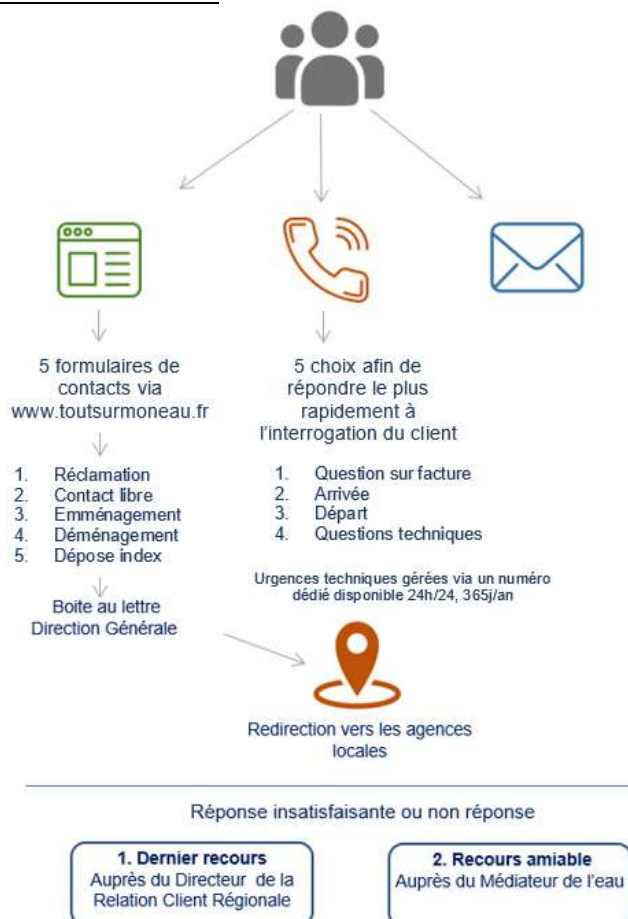 5 formulaires de
contacts via
www.toutsurmoneau.fr
1. Réclamation
2. Contact libre
3. Emménagement
4. Déménagement
5. Dépose index
Boite au lettre
Direction Générale
5 choix afin de
répondre le plus
rapidement à
l'interrogation du client
1. Question sur facture
2. Arrivée
3. Départ
4. Questions techniques
Urgences techniques gérées via un numéro
dédié disponible 24h/24, 365j/an
Redirection vers les agences
locales
Réponse insatisfaisante ou non réponse
1. Dernier recours
Auprès du Directeur de la
Relation Client Régionale
2. Recours amiable
Auprès du Médiateur de l'eau